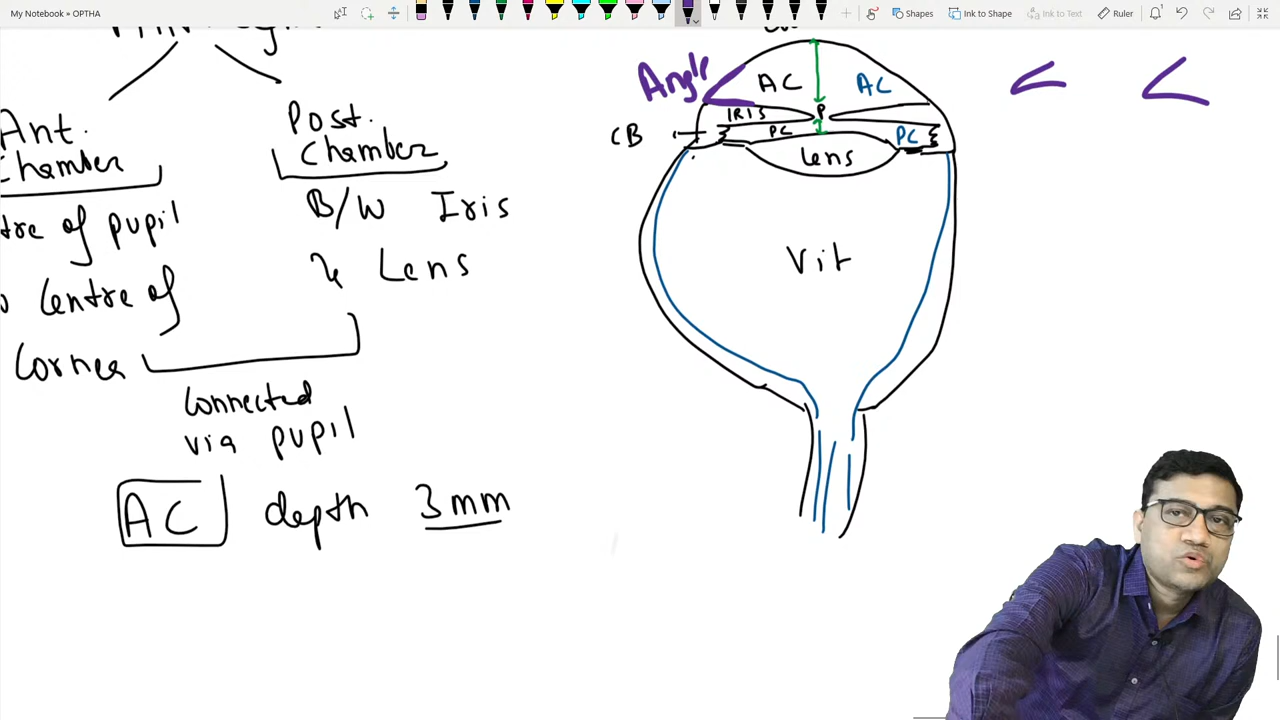 My Notebook » OPTHA
Shapes
Ink to Shape
Ink to Text
Ruler
Ant.
Chamber
of pupil
Centre of
Cornea
Post.
Chamber
B/W Iris
& Lens
Connected
via pupil
AC depth 3mm
Angle
AC
AC
IRIS
P
CB
PC
PC
Lens
Vit